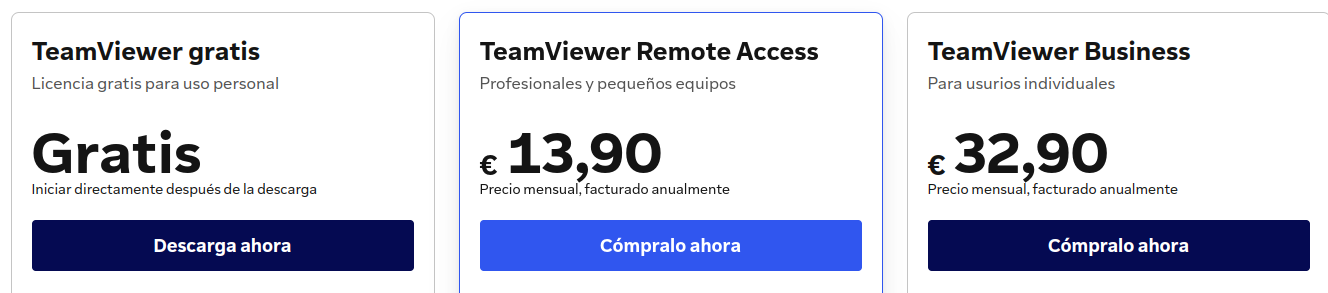 TeamViewer gratis
Licencia gratis para uso personal
Gratis
Iniciar directamente después de la descarga
Descarga ahora
TeamViewer Remote Access
Profesionales y pequeños equipos
€ 13,90
Precio mensual, facturado anualmente
Cómpralo ahora
TeamViewer Business
Para usurios individuales
€ 32,90
Precio mensual, facturado anualmente
Cómpralo ahora